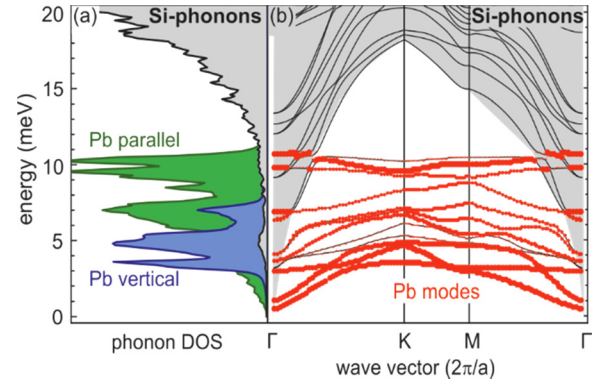 (a) Si-phonons
(b) Si-phonons
20
15
10
5
0
energy (meV)
Pb parallel
Pb vertical
Pb modes
Γ K M Γ
phonon DOS
wave vector (2π/a)